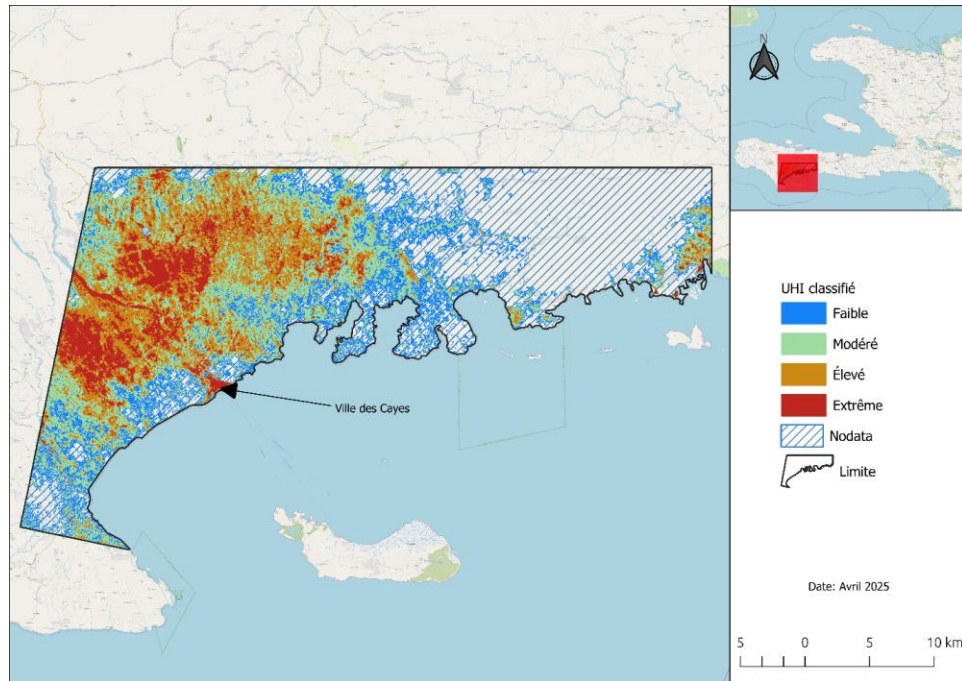 N
Ville des Cayes
UHI classifié
Faible
Modéré
Élevé
Extrême
Nodata
Limite
Date: Avril 2025
5 0 5 10 km